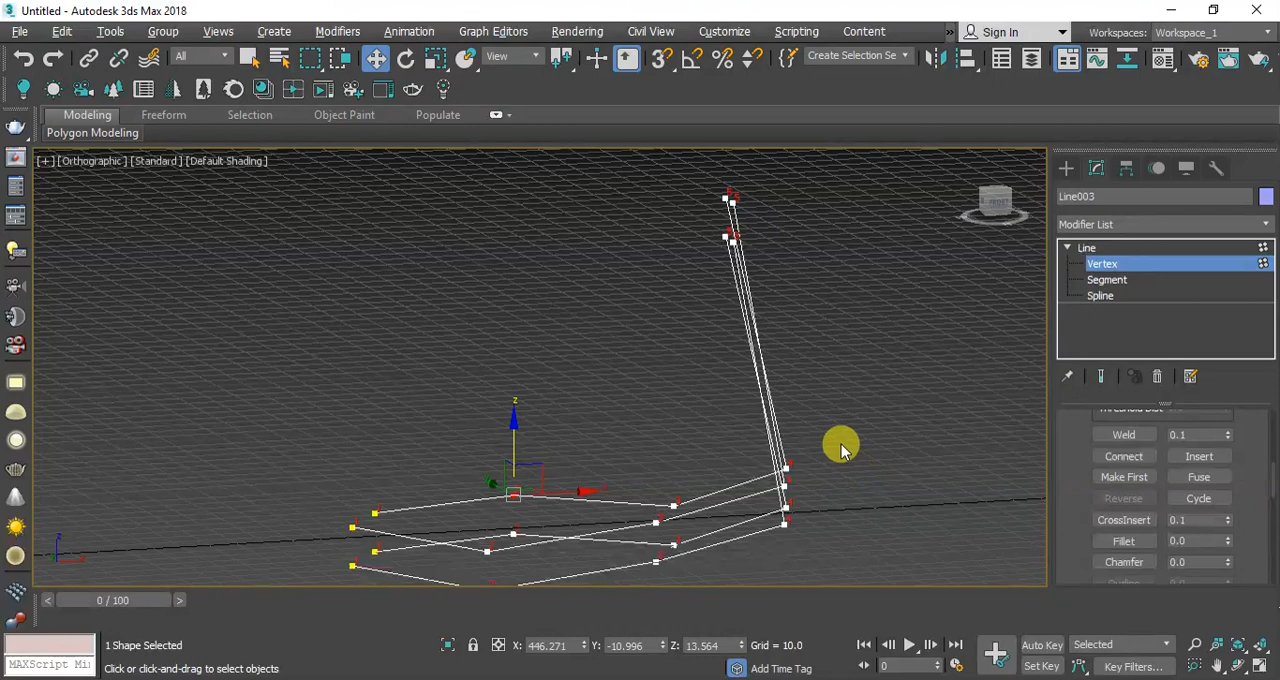 Untitled - Autodesk 3ds Max 2018
File Edit Tools Group Views Create Modifiers Animation Graph Editors Rendering Civil View Customize Scripting Content » Sign In Workspaces: Workspace_1
All View Create Selection Se
Modeling Freeform Selection Object Paint Populate
Polygon Modeling
[+] [Orthographic] [Standard] [Default Shading]
Line003
Modifier List
Line
Vertex
Segment
Spline
Weld 0.1
Connect Insert
Make First Fuse
Reverse Cycle
CrossInsert 0.1
Fillet 0.0
Chamfer 0.0
z
FRONT
< 0 / 100 >
1 Shape Selected X: 446.271 Y: -10.996 Z: 13.564 Grid = 10.0 Auto Key Selected
MAXScript Mi Click or click-and-drag to select objects Add Time Tag 0 Set Key Key Filters...